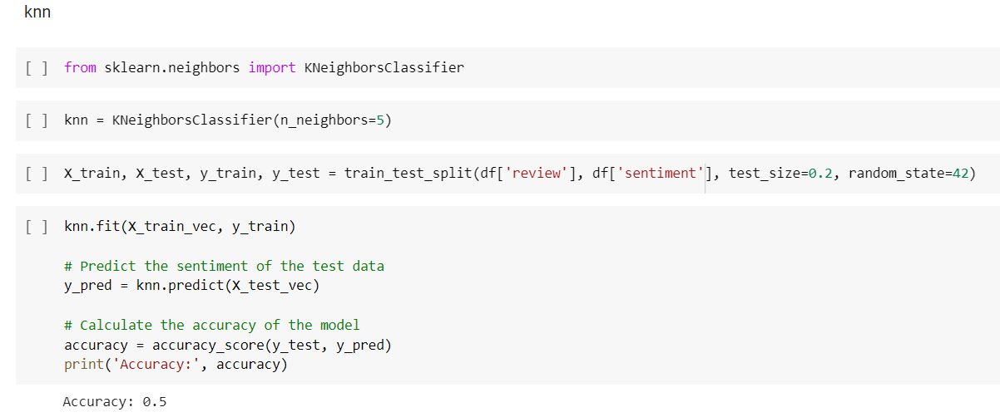 knn
[ ] from sklearn.neighbors import KNeighborsClassifier
[ ] knn = KNeighborsClassifier(n_neighbors=5)
[ ] X_train, X_test, y_train, y_test = train_test_split(df['review'], df['sentiment'], test_size=0.2, random_state=42)
[ ] knn.fit(X_train_vec, y_train)
# Predict the sentiment of the test data
y_pred = knn.predict(X_test_vec)
# Calculate the accuracy of the model
accuracy = accuracy_score(y_test, y_pred)
print('Accuracy:', accuracy)
Accuracy: 0.5